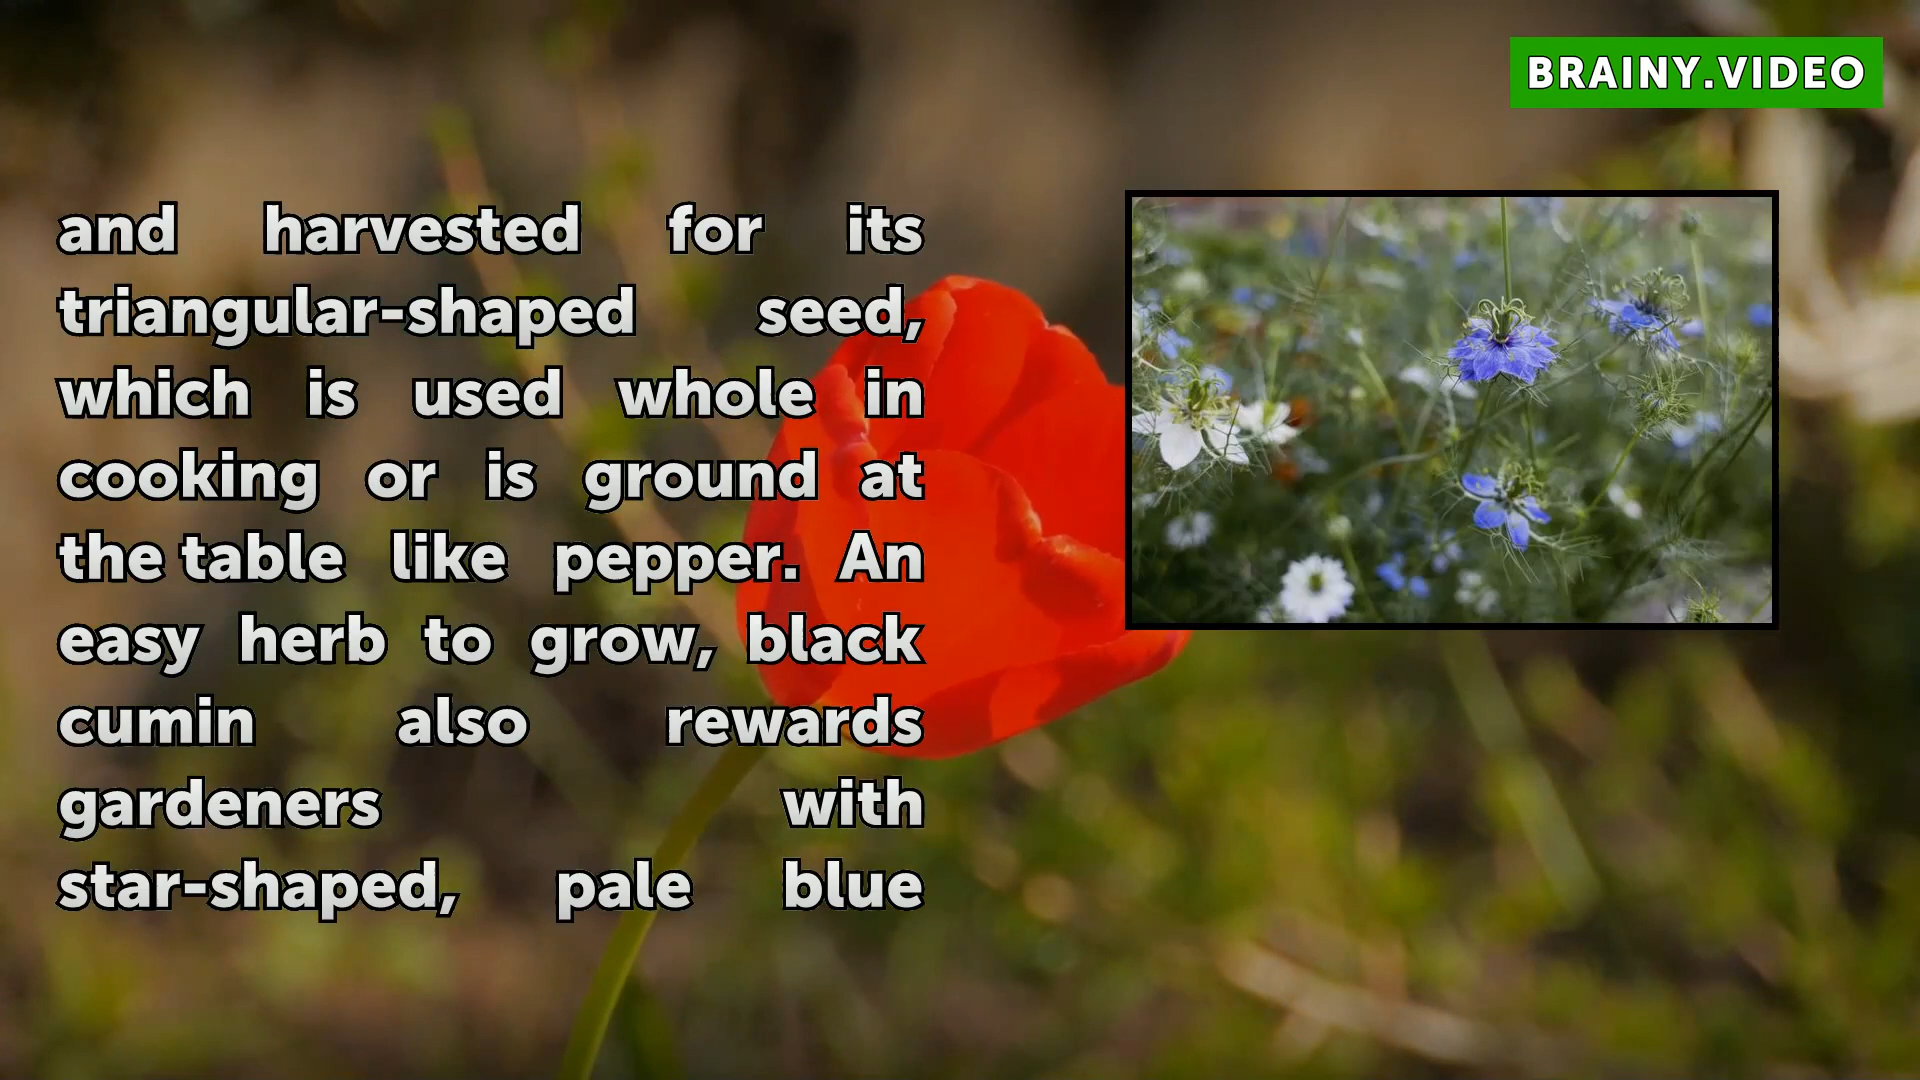 BRAINY.VIDEO
and harvested for its
triangular-shaped seed,
which is used whole in
cooking or is ground at
the table like pepper. An
easy herb to grow, black
cumin also rewards
gardeners with
star-shaped, pale blue